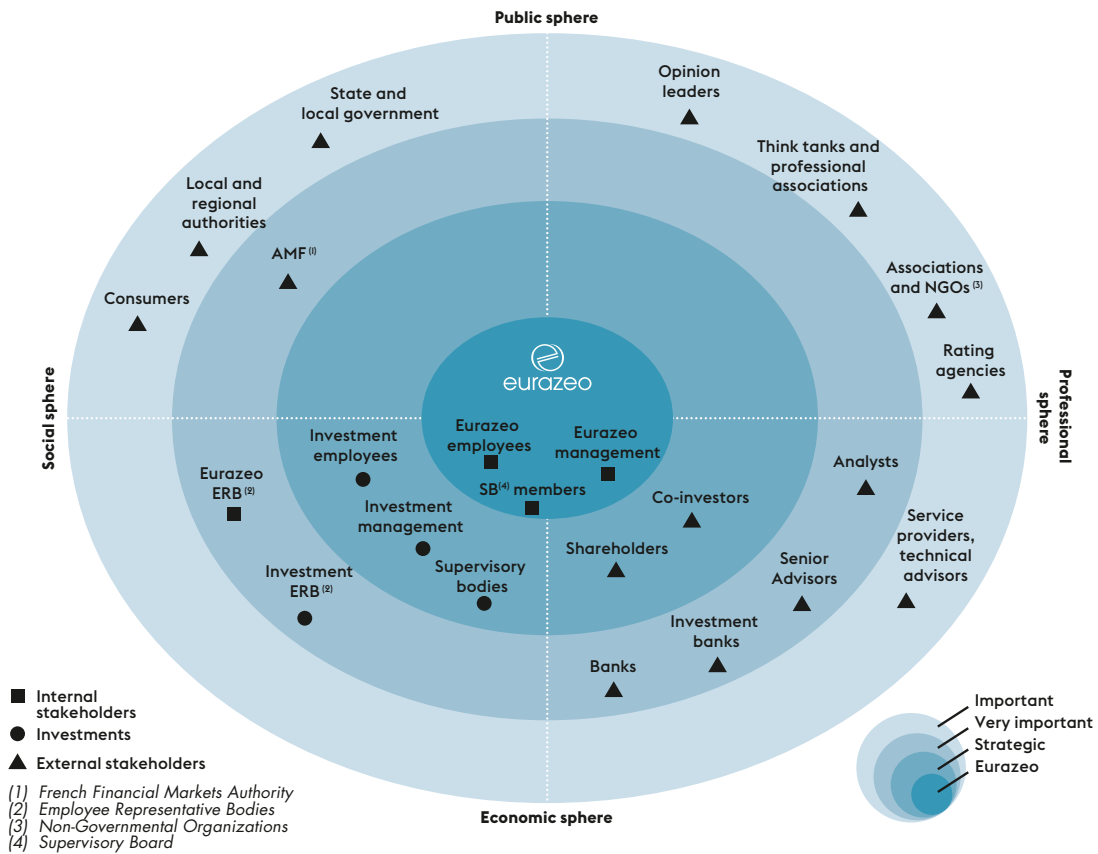 Public sphere
Opinion
leaders
State and
local government
Think tanks and
professional
associations
Local and
regional
authorities
AMF (1)
Associations
and NGOs (3)
Consumers
Rating
agencies
eurazeo
Social sphere
Professional
sphere
Eurazeo
employees
Eurazeo
management
SB(4) members
Investment
employees
Investment
management
Supervisory
bodies
Co-investors
Shareholders
Analysts
Eurazeo
ERB (2)
Investment
ERB (2)
Senior
Advisors
Service
providers,
technical
advisors
Investment
banks
Banks
Economic sphere
Internal
stakeholders
Investments
External stakeholders
(1) French Financial Markets Authority
(2) Employee Representative Bodies
(3) Non-Governmental Organizations
(4) Supervisory Board
Important
Very important
Strategic
Eurazeo